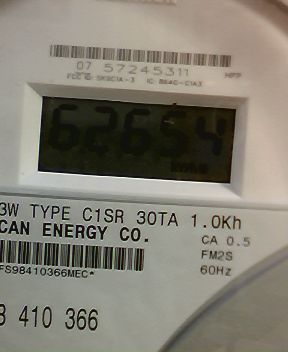 07 57245311
HPP
62654
3W TYPE C1SR 30TA 1.0Kh
CAN ENERGY CO.
CA 0.5
FM2S
60Hz
FS98410366MEC*
410 366